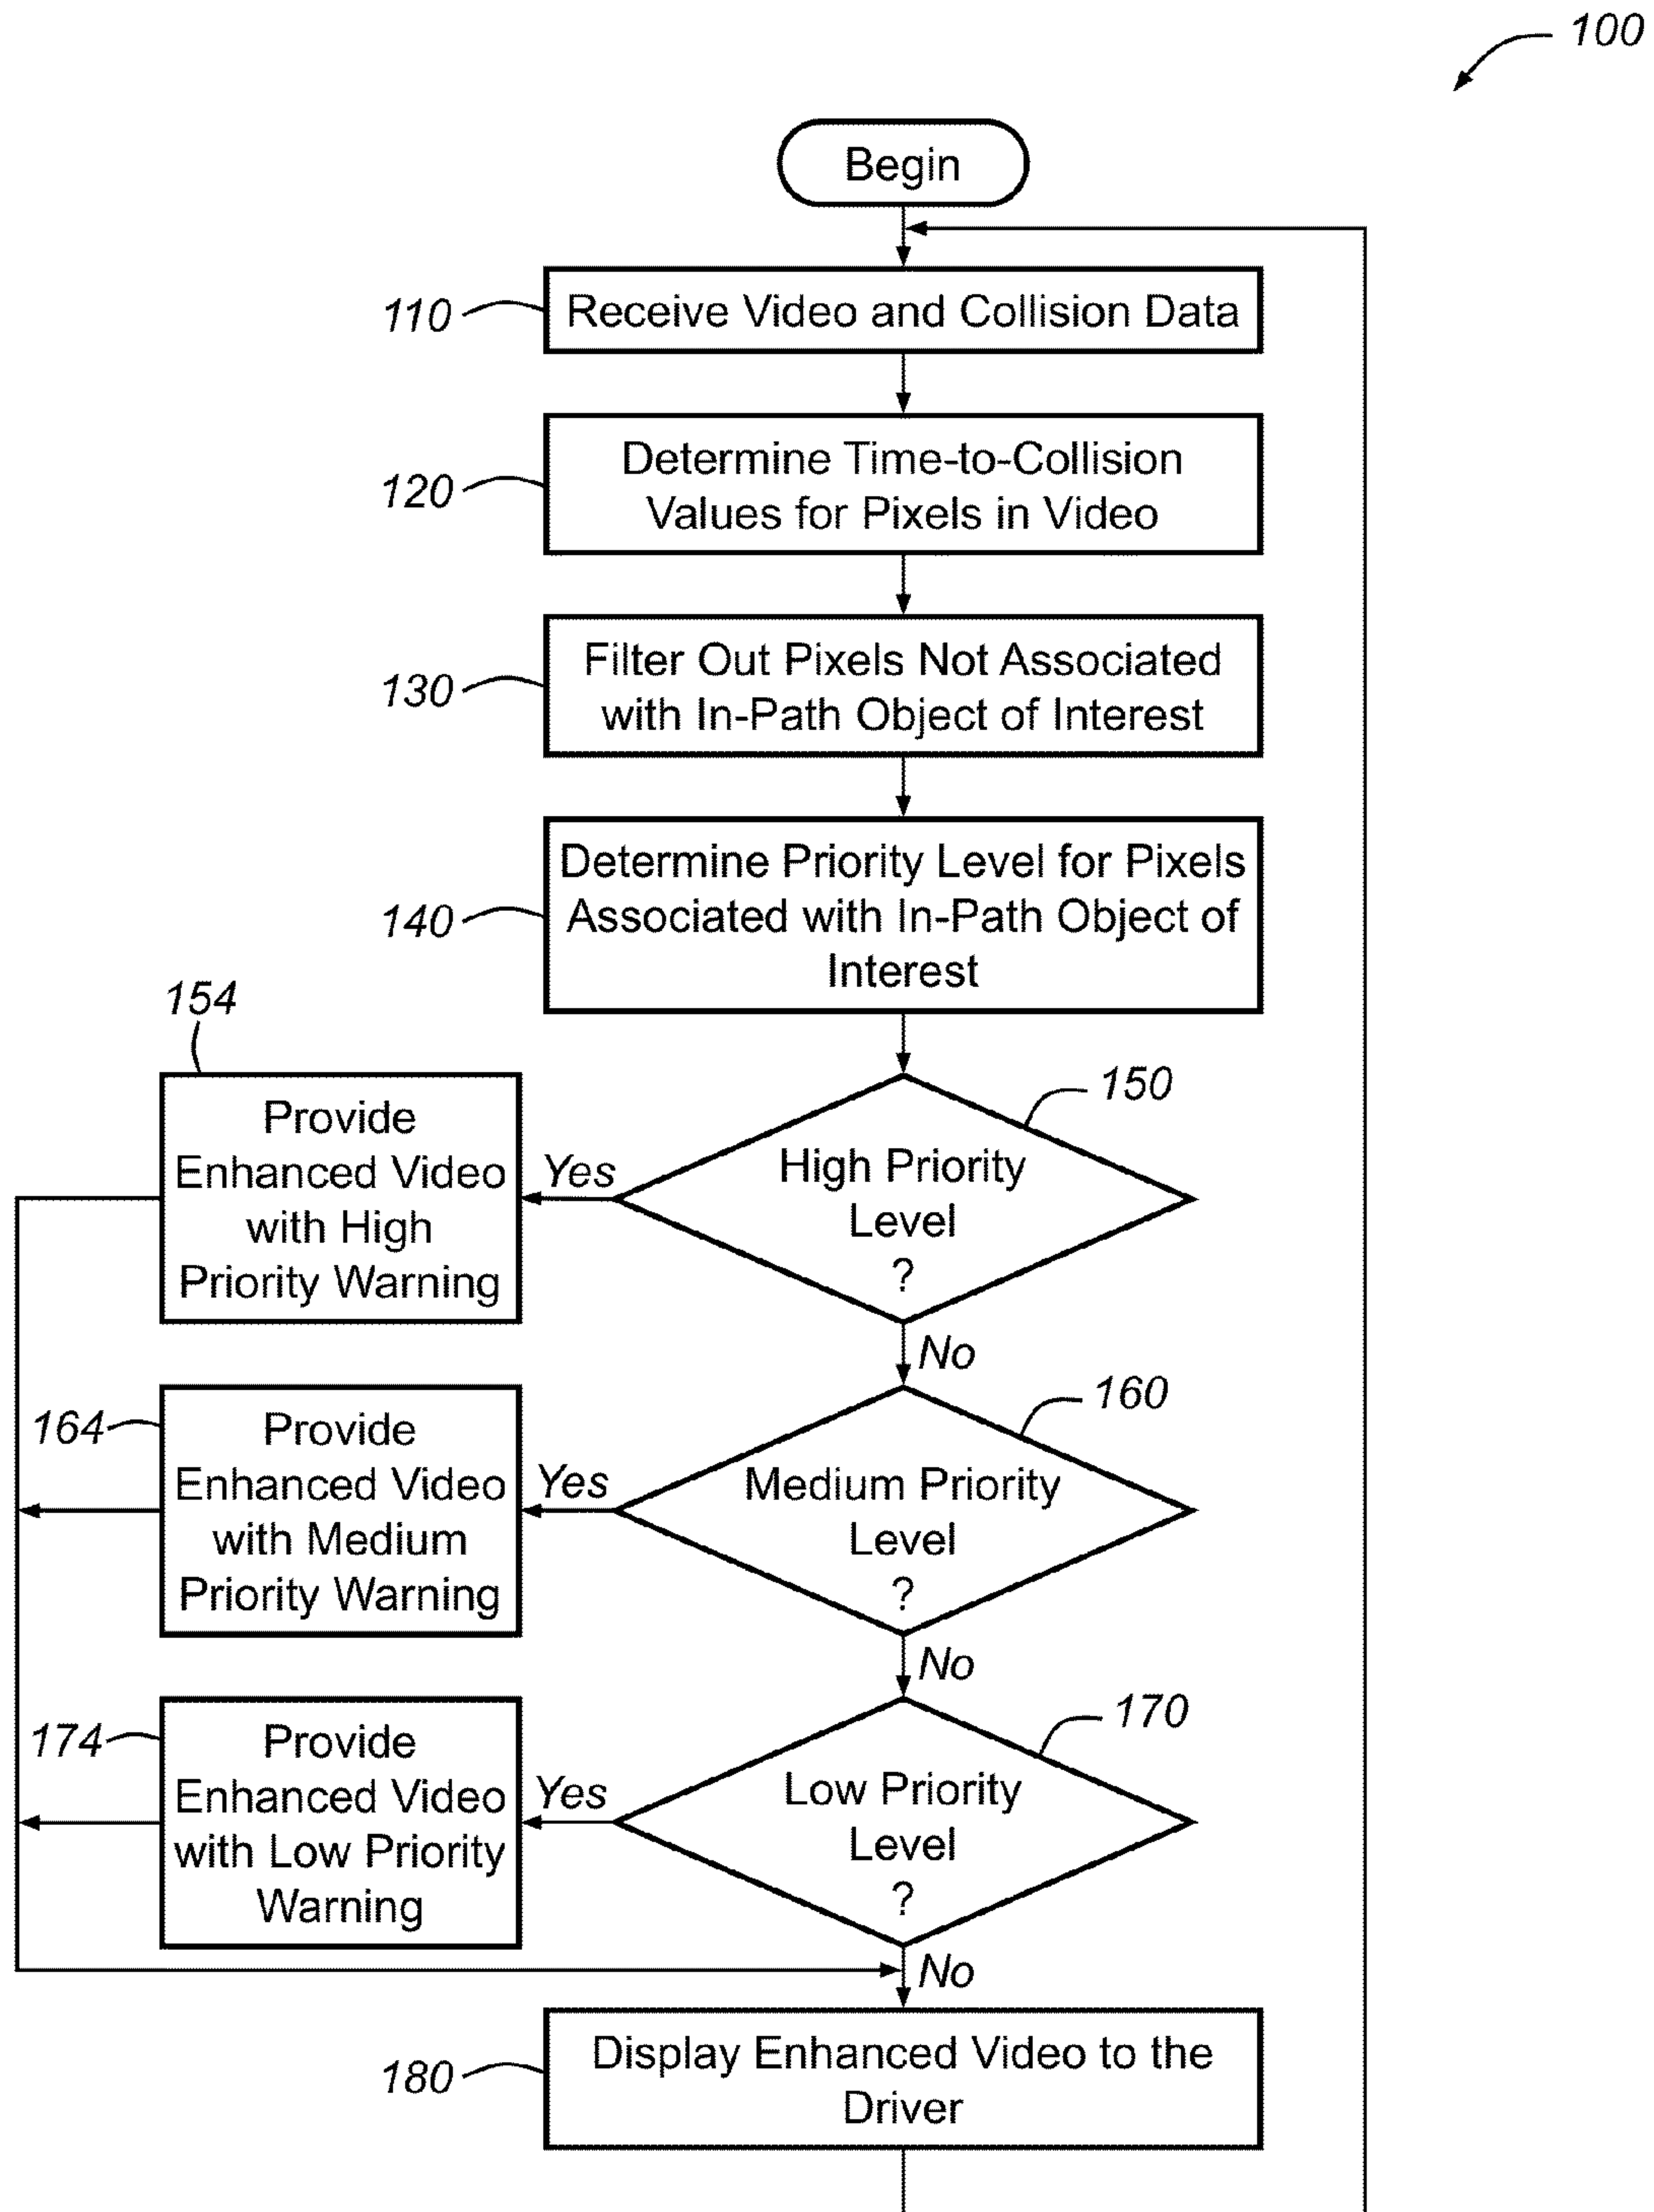 100
Begin
110
Receive Video and Collision Data
120
Determine Time-to-Collision
Values for Pixels in Video
130
Filter Out Pixels Not Associated
with In-Path Object of Interest
140
Determine Priority Level for Pixels
Associated with In-Path Object of
Interest
154
Provide
Enhanced Video
with High
Priority Warning
Yes
150
High Priority
Level
?
No
164
Provide
Enhanced Video
with Medium
Priority Warning
Yes
160
Medium Priority
Level
?
No
174
Provide
Enhanced Video
with Low Priority
Warning
Yes
170
Low Priority
Level
?
No
180
Display Enhanced Video to the
Driver